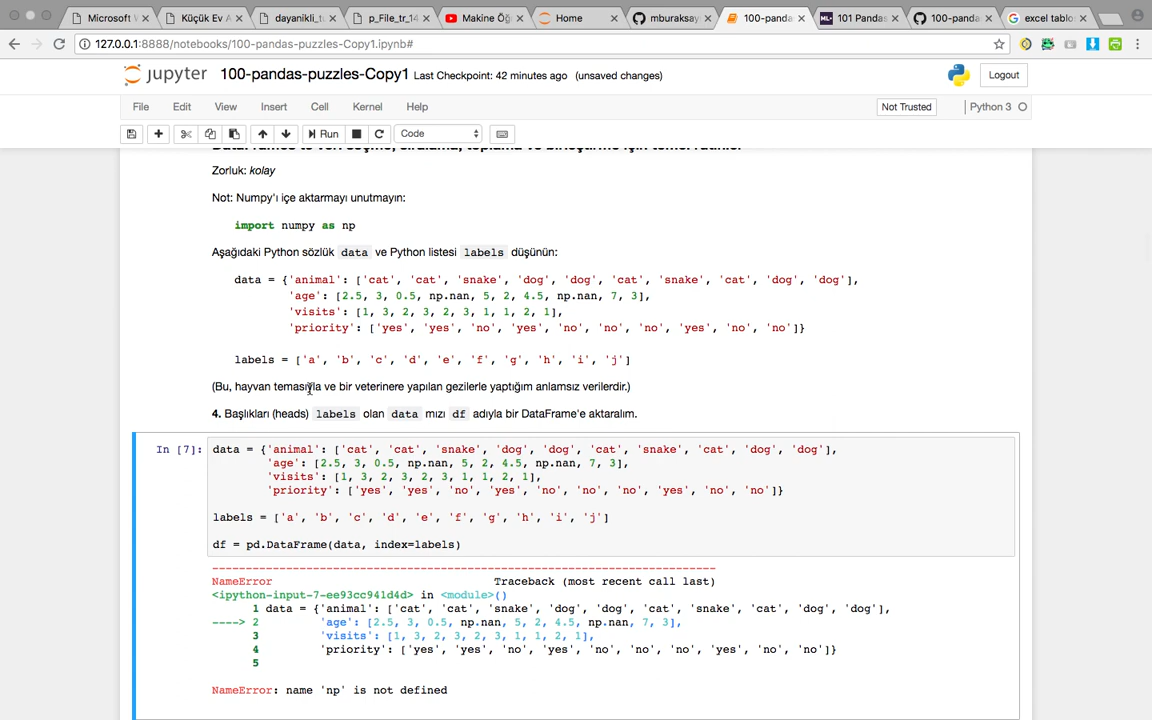 Microsoft W
Küçük Ev A
dayanikli_tu
p_File_tr_14
Makine Öğ
Home
mburaksay
100-panda
101 Pandas
100-panda
excel tablo
127.0.0.1:8888/notebooks/100-pandas-puzzles-Copy1.ipynb#
jupyter 100-pandas-puzzles-Copy1 Last Checkpoint: 42 minutes ago (unsaved changes)
Logout
File Edit View Insert Cell Kernel Help
Not Trusted
Python 3
Run
Code
Zorluk: kolay
Not: Numpy'ı içe aktarmayı unutmayın:
import numpy as np
Aşağıdaki Python sözlük data ve Python listesi labels düşünün:
data = {'animal': ['cat', 'cat', 'snake', 'dog', 'dog', 'cat', 'snake', 'cat', 'dog', 'dog'],
'age': [2.5, 3, 0.5, np.nan, 5, 2, 4.5, np.nan, 7, 3],
'visits': [1, 3, 2, 3, 2, 3, 1, 1, 2, 1],
'priority': ['yes', 'yes', 'no', 'yes', 'no', 'no', 'no', 'yes', 'no', 'no']}
labels = ['a', 'b', 'c', 'd', 'e', 'f', 'g', 'h', 'i', 'j']
(Bu, hayvan temasıyla ve bir veterinere yapılan gezilerle yaptığım anlamsız verilerdir.)
4. Başlıkları (heads) labels olan data mızı df adıyla bir DataFrame'e aktaralım.
In [7]: data = {'animal': ['cat', 'cat', 'snake', 'dog', 'dog', 'cat', 'snake', 'cat', 'dog', 'dog'],
'age': [2.5, 3, 0.5, np.nan, 5, 2, 4.5, np.nan, 7, 3],
'visits': [1, 3, 2, 3, 2, 3, 1, 1, 2, 1],
'priority': ['yes', 'yes', 'no', 'yes', 'no', 'no', 'no', 'yes', 'no', 'no']}
labels = ['a', 'b', 'c', 'd', 'e', 'f', 'g', 'h', 'i', 'j']
df = pd.DataFrame(data, index=labels)
NameError Traceback (most recent call last)
<ipython-input-7-ee93cc941d4d> in <module>()
1 data = {'animal': ['cat', 'cat', 'snake', 'dog', 'dog', 'cat', 'snake', 'cat', 'dog', 'dog'],
----> 2 'age': [2.5, 3, 0.5, np.nan, 5, 2, 4.5, np.nan, 7, 3],
3 'visits': [1, 3, 2, 3, 2, 3, 1, 1, 2, 1],
4 'priority': ['yes', 'yes', 'no', 'yes', 'no', 'no', 'no', 'yes', 'no', 'no']}
5
NameError: name 'np' is not defined